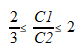 2/3 ≤ C1/C2 ≤ 2